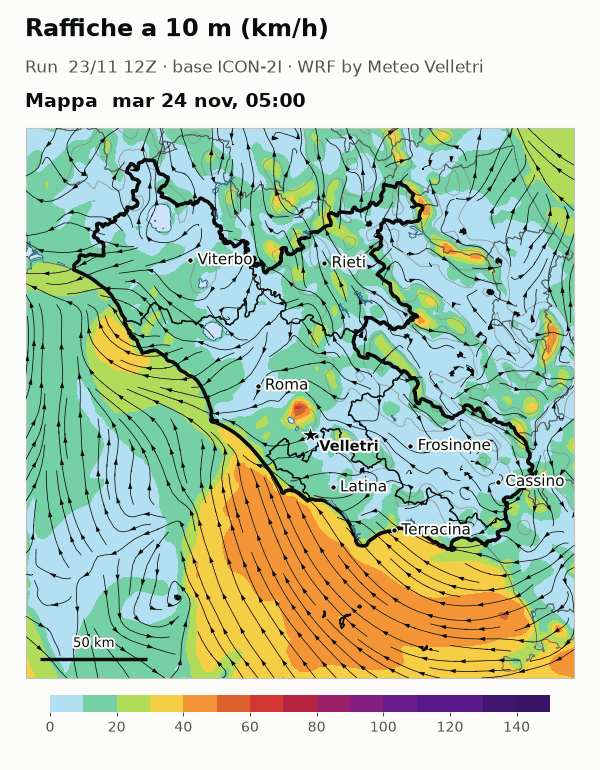 Raffiche a 10 m (km/h)
Run  23/11 12Z · base ICON-2I · WRF by Meteo Velletri
Mappa  mar 24 nov, 05:00
Viterbo
Rieti
Roma
Velletri
Frosinone
Cassino
Latina
Terracina
50 km
0 20 40 60 80 100 120 140